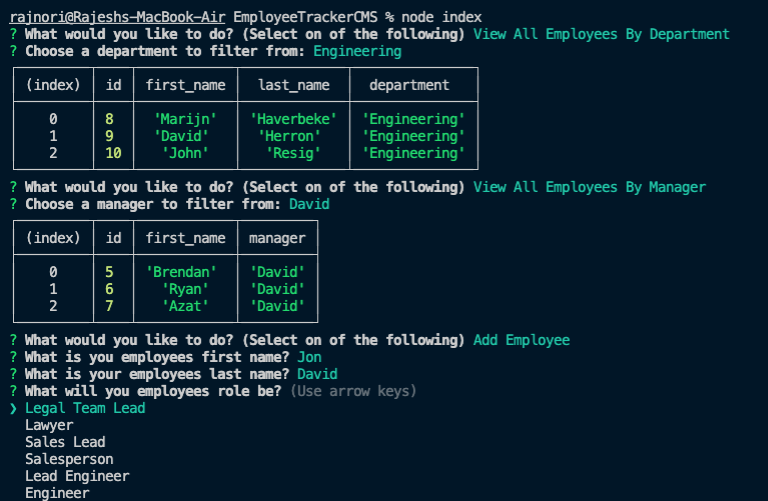 rajnori@Rajeshs-MacBook-Air EmployeeTrackerCMS % node index
? What would you like to do? (Select on of the following) View All Employees By Department
? Choose a department to filter from: Engineering
(index) id first_name last_name department
0 8 'Marijn' 'Haverbeke' 'Engineering'
1 9 'David' 'Herron' 'Engineering'
2 10 'John' 'Resig' 'Engineering'
? What would you like to do? (Select on of the following) View All Employees By Manager
? Choose a manager to filter from: David
(index) id first_name manager
0 5 'Brendan' 'David'
1 6 'Ryan' 'David'
2 7 'Azat' 'David'
? What would you like to do? (Select on of the following) Add Employee
? What is you employees first name? Jon
? What is your employees last name? David
? What will you employees role be? (Use arrow keys)
❯ Legal Team Lead
Lawyer
Sales Lead
Salesperson
Lead Engineer
Engineer